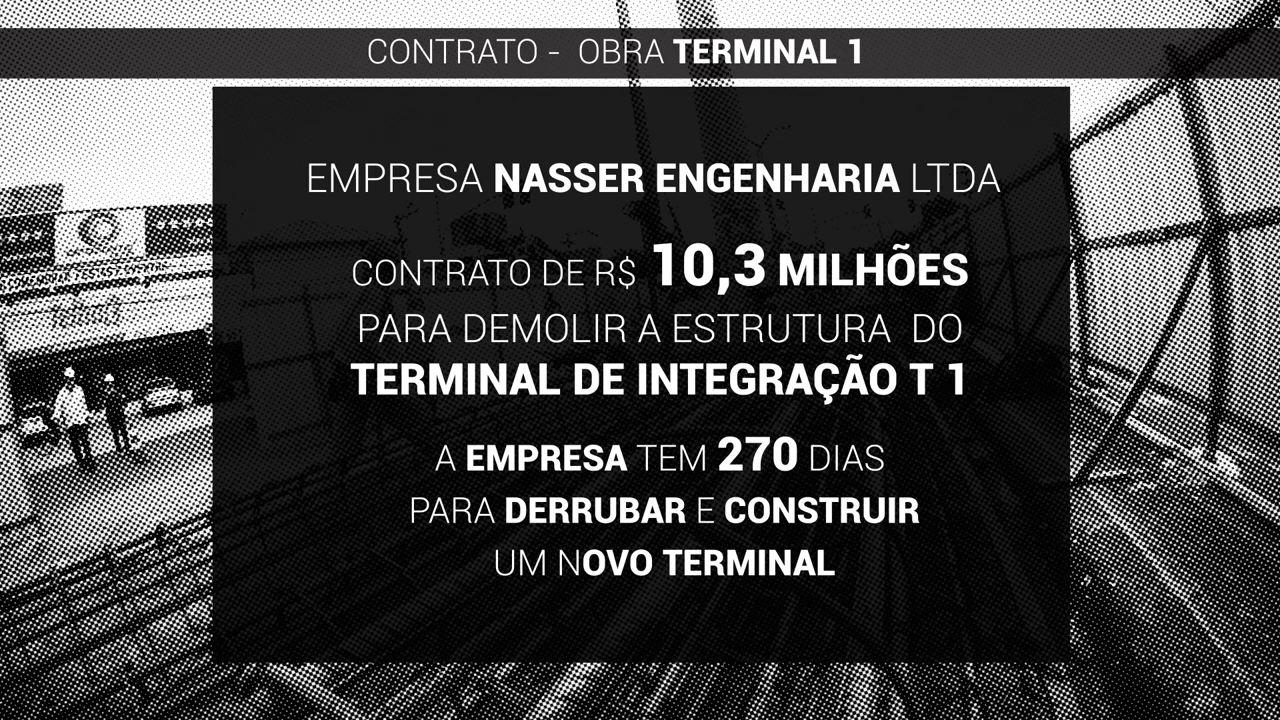 CONTRATO - OBRA TERMINAL 1
EMPRESA NASSER ENGENHARIA LTDA
CONTRATO DE R$ 10,3 MILHÕES
PARA DEMOLIR A ESTRUTURA DO
TERMINAL DE INTEGRAÇÃO T 1
A EMPRESA TEM 270 DIAS
PARA DERRUBAR E CONSTRUIR
UM NOVO TERMINAL